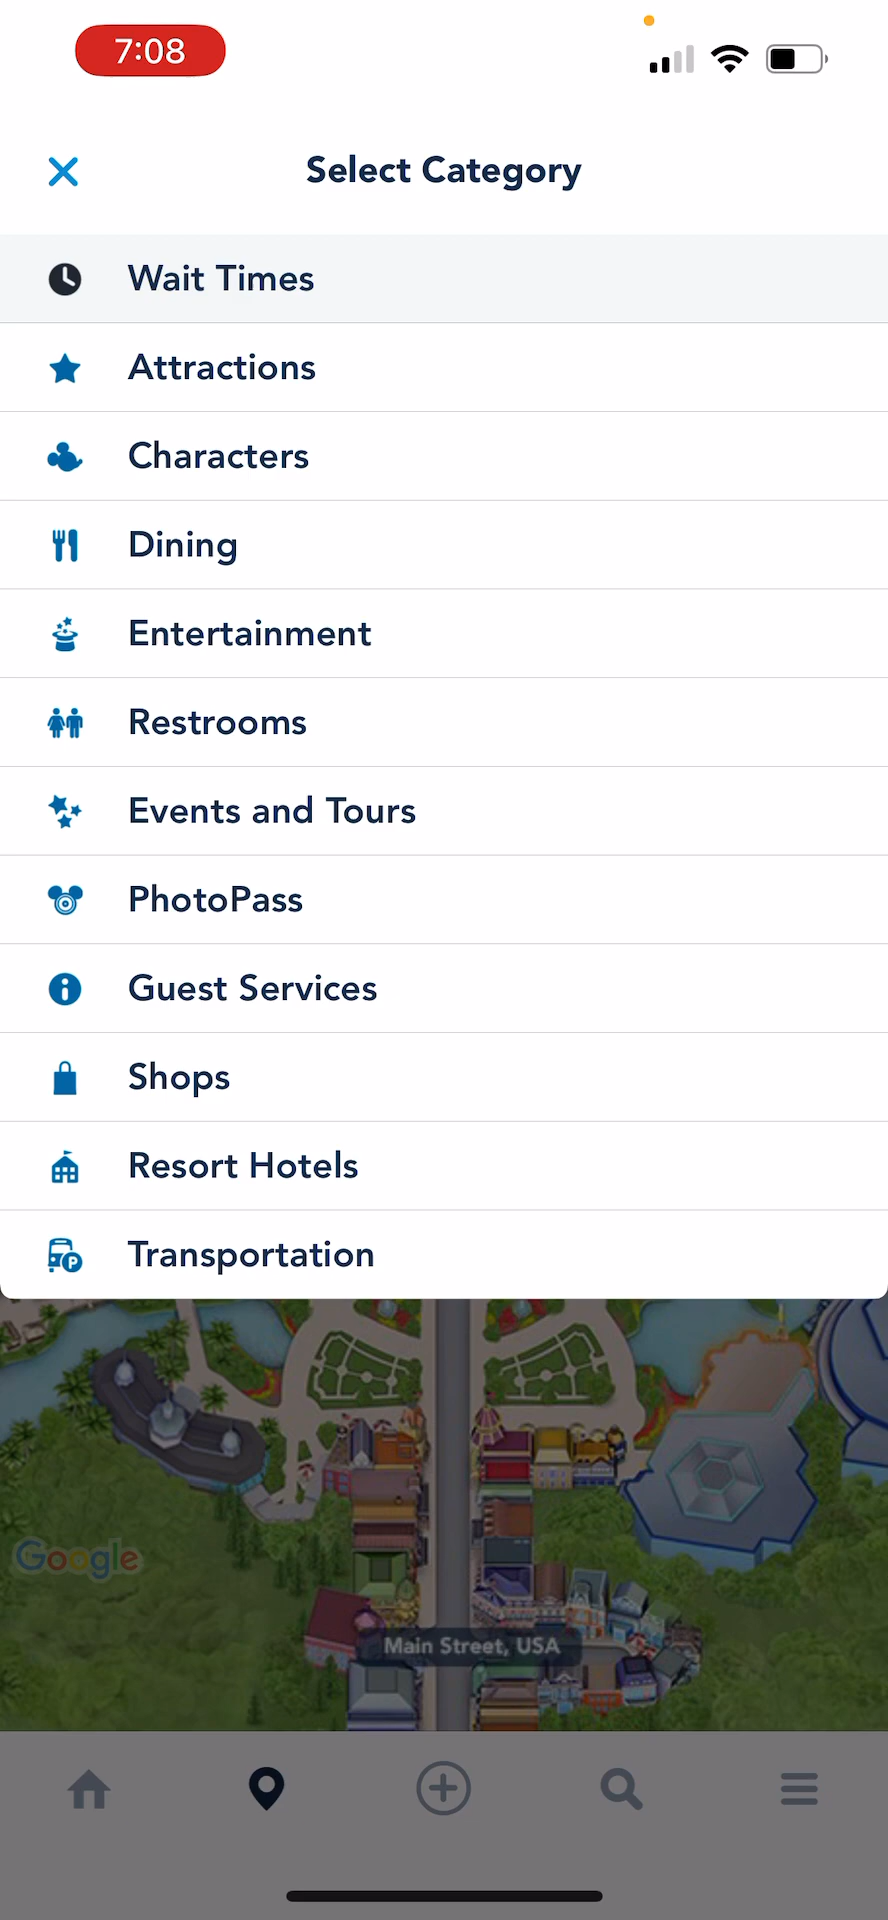 7:08
Select Category
Wait Times
Attractions
Characters
Dining
Entertainment
Restrooms
Events and Tours
PhotoPass
Guest Services
Shops
Resort Hotels
P
Transportation
Google
Main Street, USA